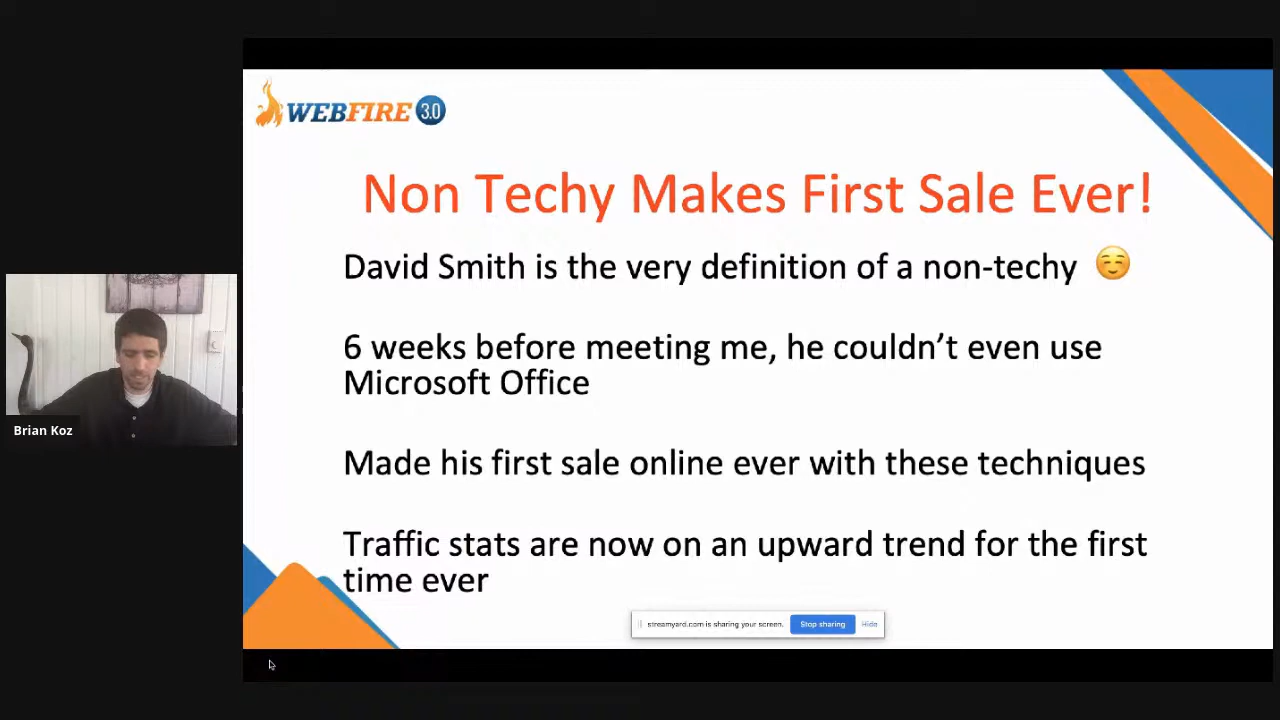 WEBFIRE 3.0
Non Techy Makes First Sale Ever!
David Smith is the very definition of a non-techy ☺️
6 weeks before meeting me, he couldn’t even use
Microsoft Office
Made his first sale online ever with these techniques
Traffic stats are now on an upward trend for the first
time ever
streamyard.com is sharing your screen. Stop sharing Hide
Brian Koz